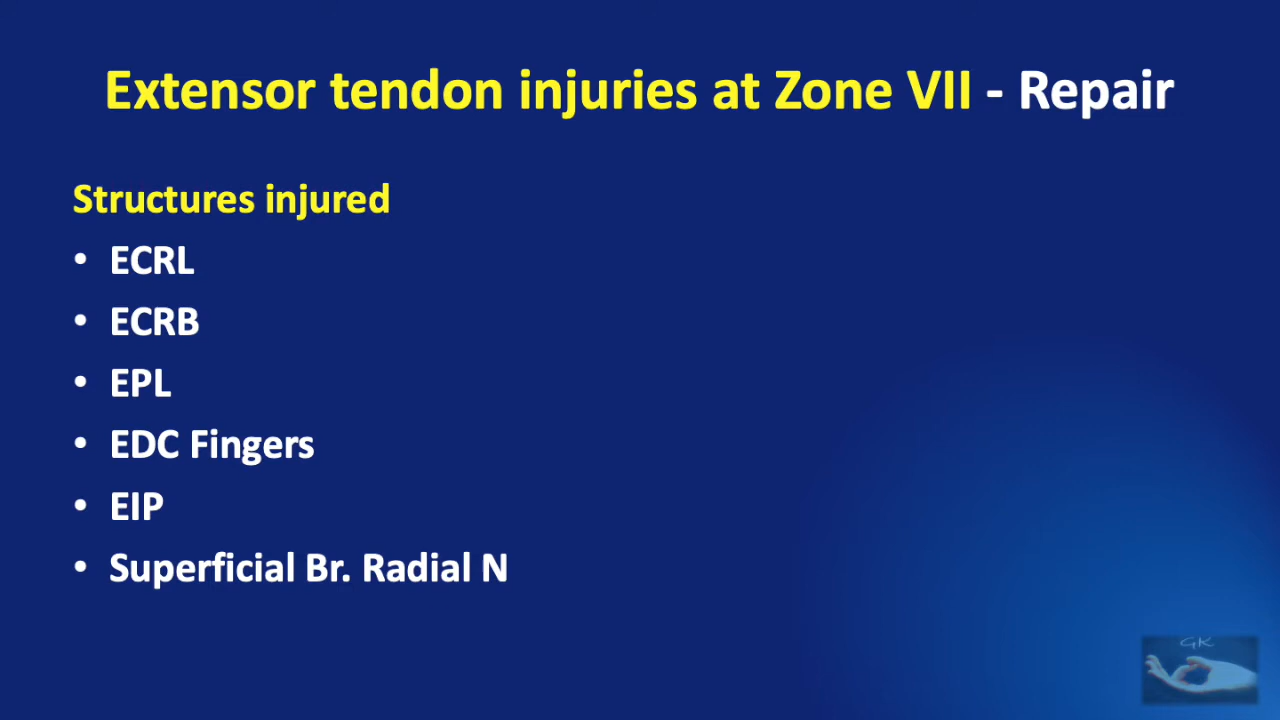 Extensor tendon injuries at Zone VII - Repair
Structures injured
• ECRL
• ECRB
• EPL
• EDC Fingers
• EIP
• Superficial Br. Radial N
GK